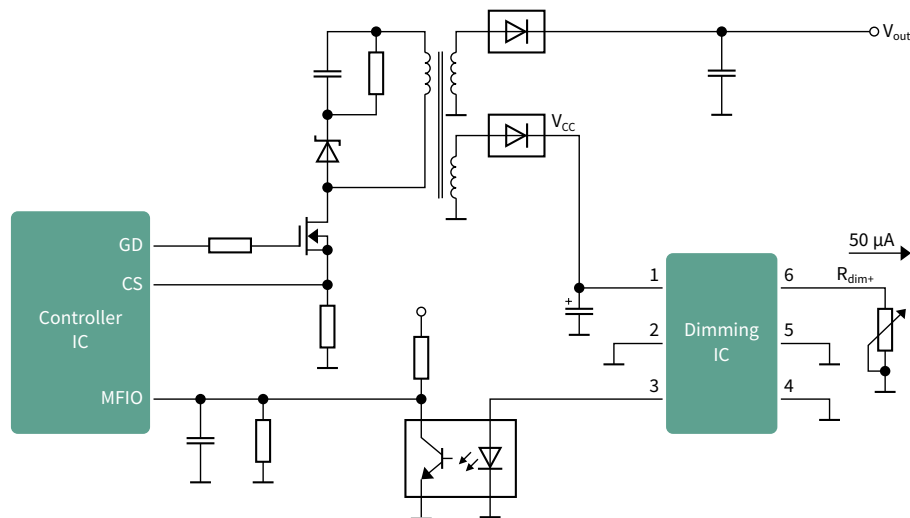 V_out
V_CC
GD
CS
Controller
IC
MFIO
+
1
2
3
Dimming
IC
6
5
4
50 µA
R_dim+